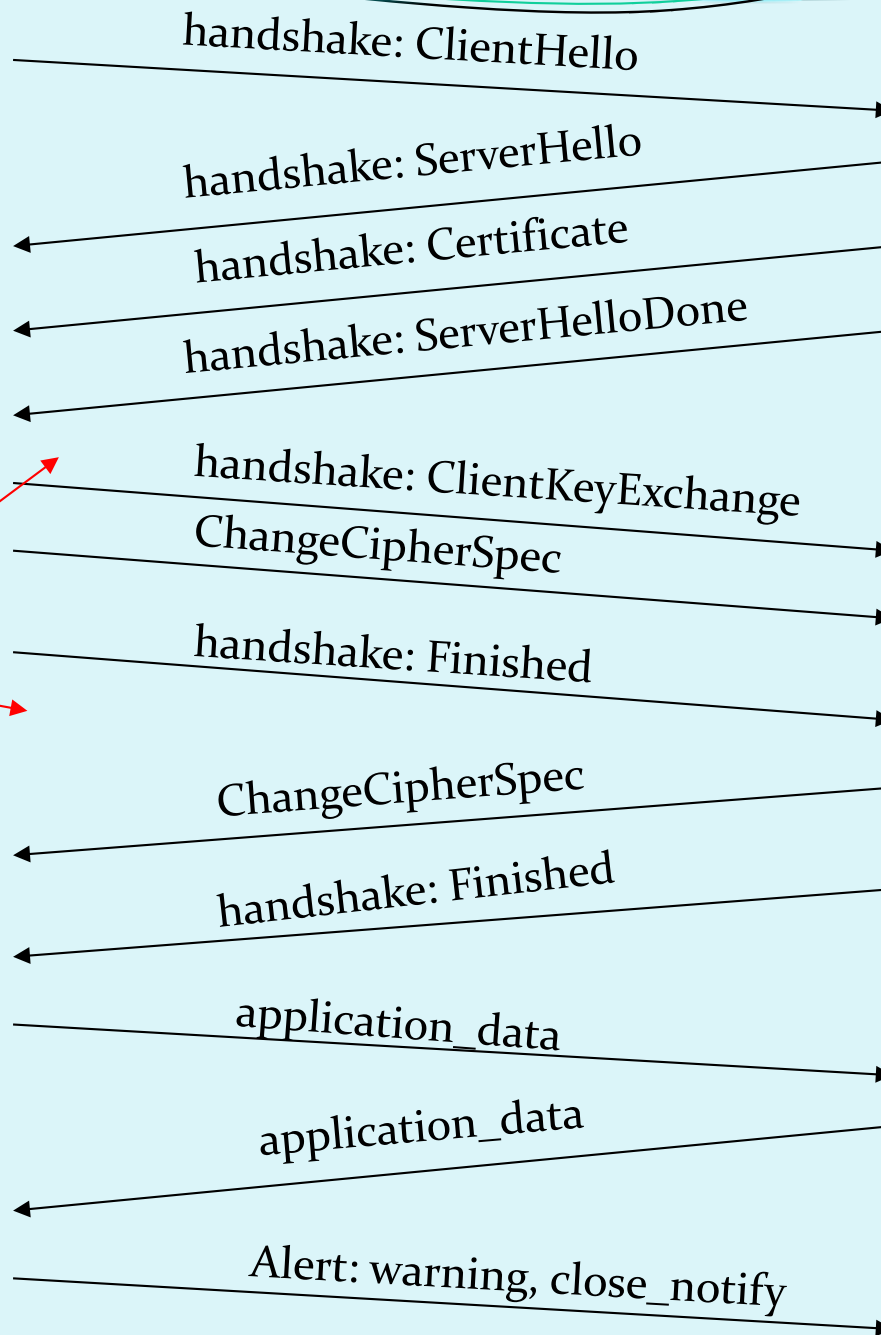 handshake: ClientHello
handshake: ServerHello
handshake: Certificate
handshake: ServerHelloDone
handshake: ClientKeyExchange
ChangeCipherSpec
handshake: Finished
ChangeCipherSpec
handshake: Finished
application_data
application_data
Alert: warning, close_notify